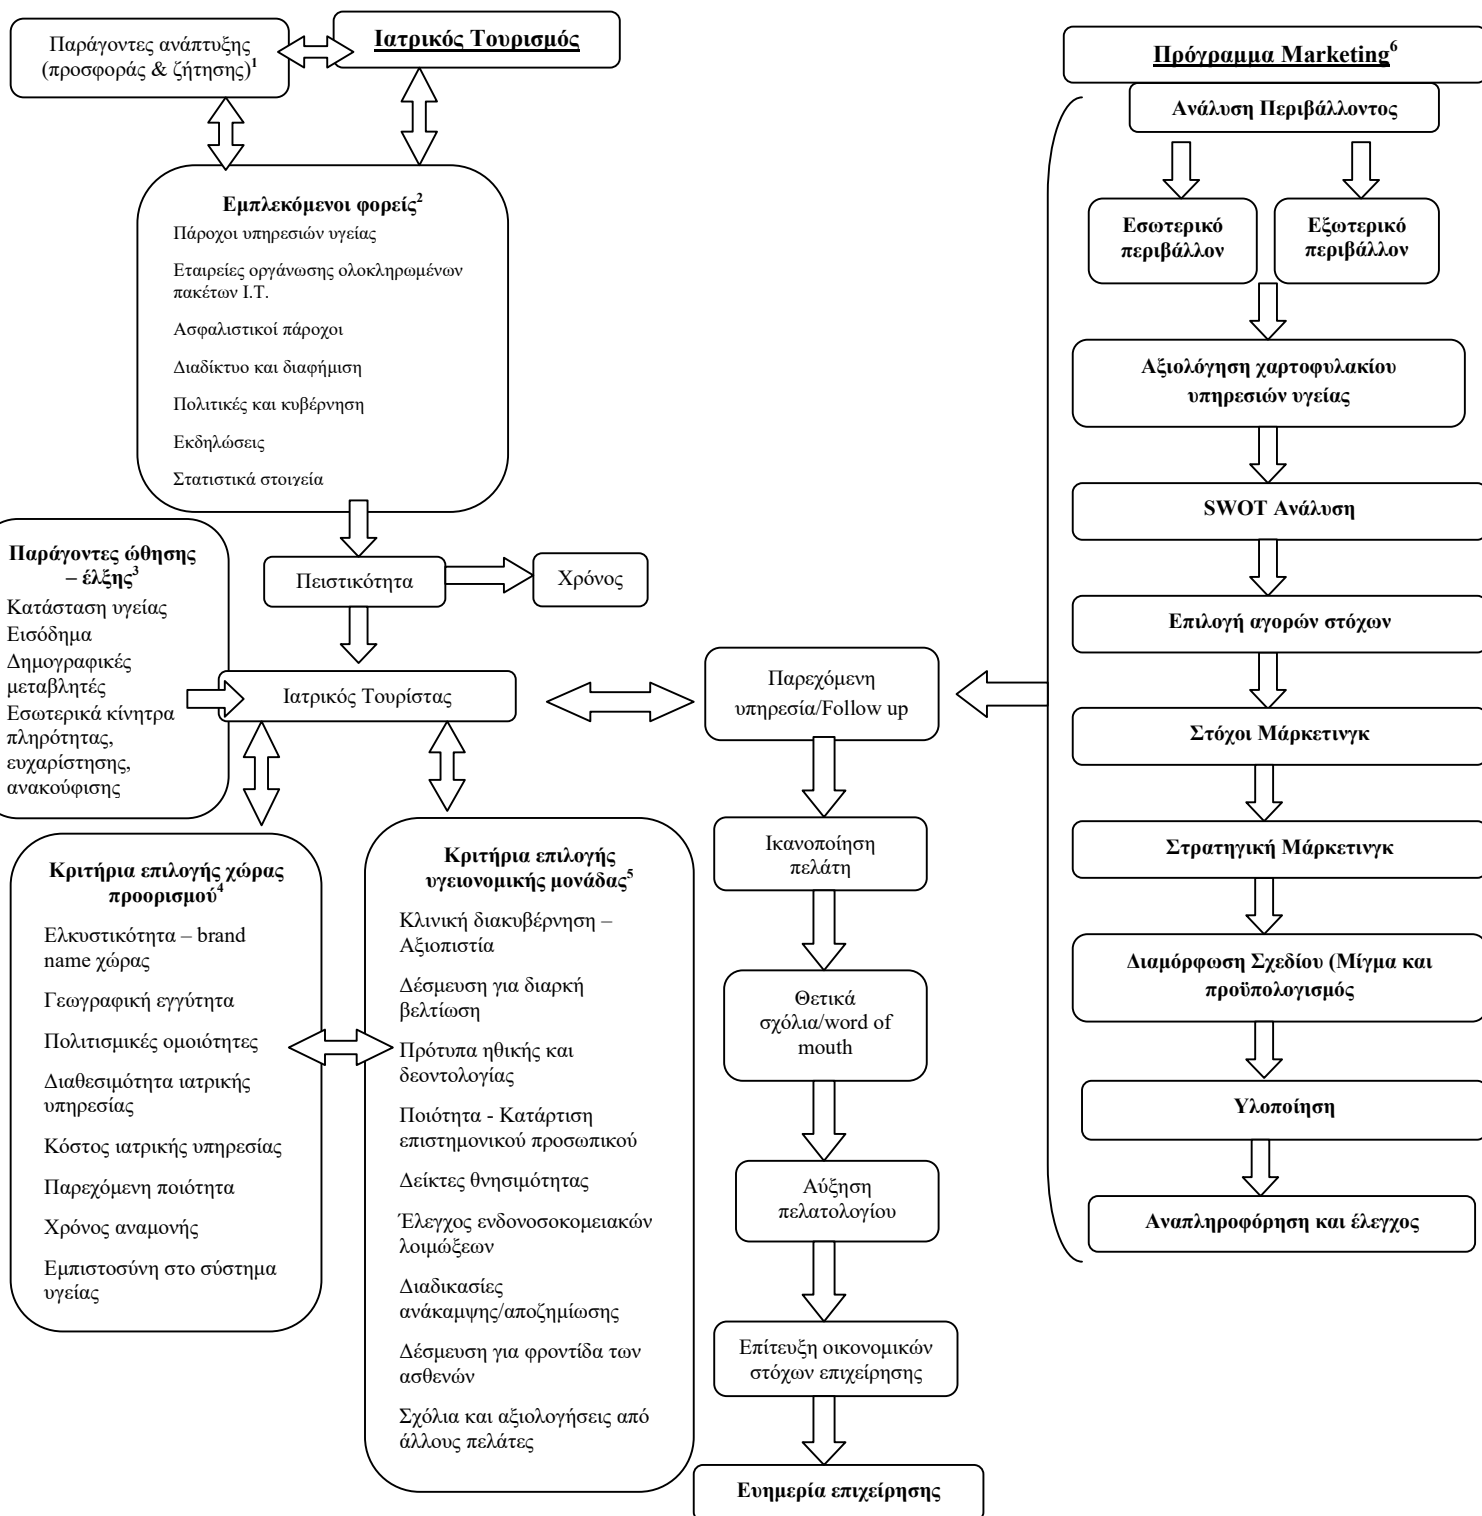 Παράγοντες ανάπτυξης
(προσφοράς & ζήτησης)1
Ιατρικός Τουρισμός
Εμπλεκόμενοι φορείς2
Πάροχοι υπηρεσιών υγείας
Εταιρείες οργάνωσης ολοκληρωμένων
πακέτων Ι.Τ.
Ασφαλιστικοί πάροχοι
Διαδίκτυο και διαφήμιση
Πολιτικές και κυβέρνηση
Εκδηλώσεις
Στατιστικά στοιχεία
Παράγοντες ώθησης
– έλξης3
Κατάσταση υγείας
Εισόδημα
Δημογραφικές
μεταβλητές
Εσωτερικά κίνητρα
πληρότητας,
ευχαρίστησης,
ανακούφισης
Πειστικότητα
Χρόνος
Ιατρικός Τουρίστας
Κριτήρια επιλογής χώρας
προορισμού4
Ελκυστικότητα – brand
name χώρας
Γεωγραφική εγγύτητα
Πολιτισμικές ομοιότητες
Διαθεσιμότητα ιατρικής
υπηρεσίας
Κόστος ιατρικής υπηρεσίας
Παρεχόμενη ποιότητα
Χρόνος αναμονής
Εμπιστοσύνη στο σύστημα
υγείας
Κριτήρια επιλογής
υγειονομικής μονάδας5
Κλινική διακυβέρνηση –
Αξιοπιστία
Δέσμευση για διαρκή
βελτίωση
Πρότυπα ηθικής και
δεοντολογίας
Ποιότητα - Κατάρτιση
επιστημονικού προσωπικού
Δείκτες θνησιμότητας
Έλεγχος ενδονοσοκομειακών
λοιμώξεων
Διαδικασίες
ανάκαμψης/αποζημίωσης
Δέσμευση για φροντίδα των
ασθενών
Σχόλια και αξιολογήσεις από
άλλους πελάτες
Παρεχόμενη
υπηρεσία/Follow up
Ικανοποίηση
πελάτη
Θετικά
σχόλια/word of
mouth
Αύξηση
πελατολογίου
Επίτευξη οικονομικών
στόχων επιχείρησης
Ευημερία επιχείρησης
Πρόγραμμα Marketing6
Ανάλυση Περιβάλλοντος
Εσωτερικό
περιβάλλον
Εξωτερικό
περιβάλλον
Αξιολόγηση χαρτοφυλακίου
υπηρεσιών υγείας
SWOT Ανάλυση
Επιλογή αγορών στόχων
Στόχοι Μάρκετινγκ
Στρατηγική Μάρκετινγκ
Διαμόρφωση Σχεδίου (Μίγμα και
προϋπολογισμός
Υλοποίηση
Αναπληροφόρηση και έλεγχος